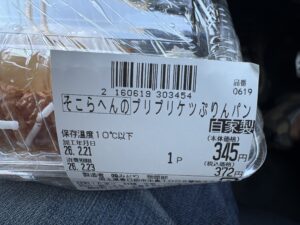 品番
0619
2 160619 303454
そこらへんのプリプリケツぷりんパン
自家製
保存温度10℃以下
加工年月日
26. 2.21
消費期限
26. 2.23
1P
(本体価格)
345円
(税込価格)
372円
製造者